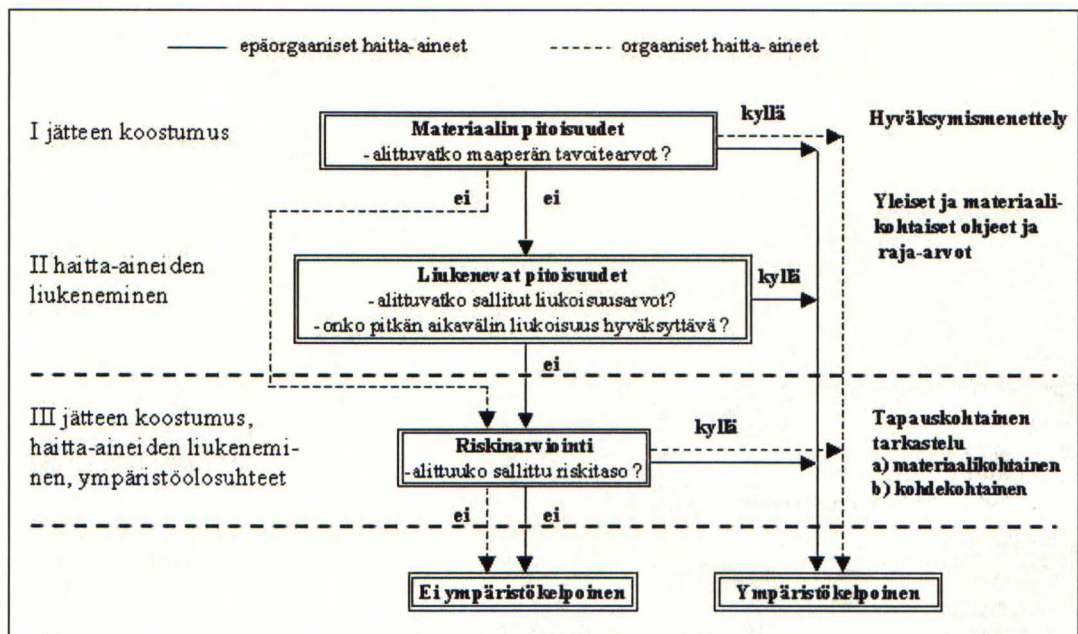 epäorgaaniset haitta-aineet
orgaaniset haitta-aineet
I jätteen koostumus
Materiaalin pitoisuudet
- alittuvatko maaperän tavoitearvot ?
kyllä
Hyväksymismenettely
ei
ei
Yleiset ja materiaali-
kohtaiset ohjeet ja
raja-arvot
II haitta-aineiden
liukeneminen
Liukenevat pitoisuudet
- alittuvatko sallitut liukoisuusarvot?
- onko pitkän aikavälin liukoisuus hyväksyttävä ?
kyllä
ei
III jätteen koostumus,
haitta-aineiden liukenemi-
nen, ympäristöolosuhteet
Riskinarviointi
- alittuuko sallittu riskitaso ?
kyllä
Tapauskohtainen
tarkastelu
a) materiaalikohtainen
b) kohdekohtainen
ei
ei
Ei ympäristökelpoinen
Ympäristökelpoinen